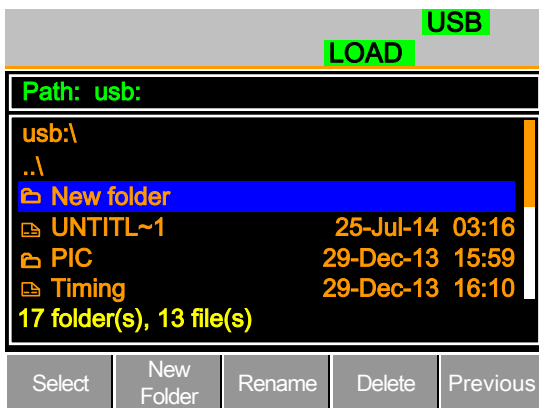 USB
LOAD
Path: usb:
usb:\
..\
New folder
UNTITL~1 25-Jul-14 03:16
PIC 29-Dec-13 15:59
Timing 29-Dec-13 16:10
17 folder(s), 13 file(s)
Select New Folder Rename Delete Previous